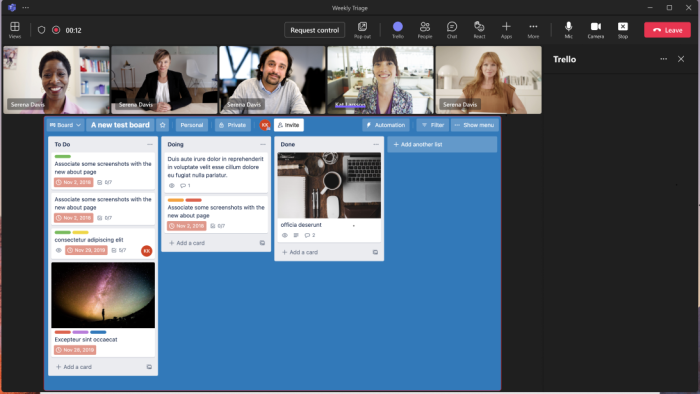 Weekly Triage
Views
00:12
Request control
Pop out
Trello
People
Chat
React
Apps
More
Mic
Camera
Stop
Leave
Serena Davis
Serena Davis
Serena Davis
Kat Larsson
Serena Davis
Trello
Board
A new test board
Personal
Private
KK
Invite
Automation
Filter
Show menu
To Do
Associate some screenshots with the
new about page
Nov 2, 2018
0/7
Associate some screenshots with the
new about page
Nov 2, 2018
0/7
consectetur adipiscing elit
Nov 29, 2018
5/7
KK
Excepteur sint occaecat
Nov 28, 2018
+ Add a card
Doing
Duis aute irure dolor in reprehenderit
in voluptate velit esse cillum dolore
eu fugiat nulla pariatur.
1
Associate some screenshots with the
new about page
Nov 2, 2018
0/7
+ Add a card
Done
officia deserunt
2
+ Add a card
+ Add another list